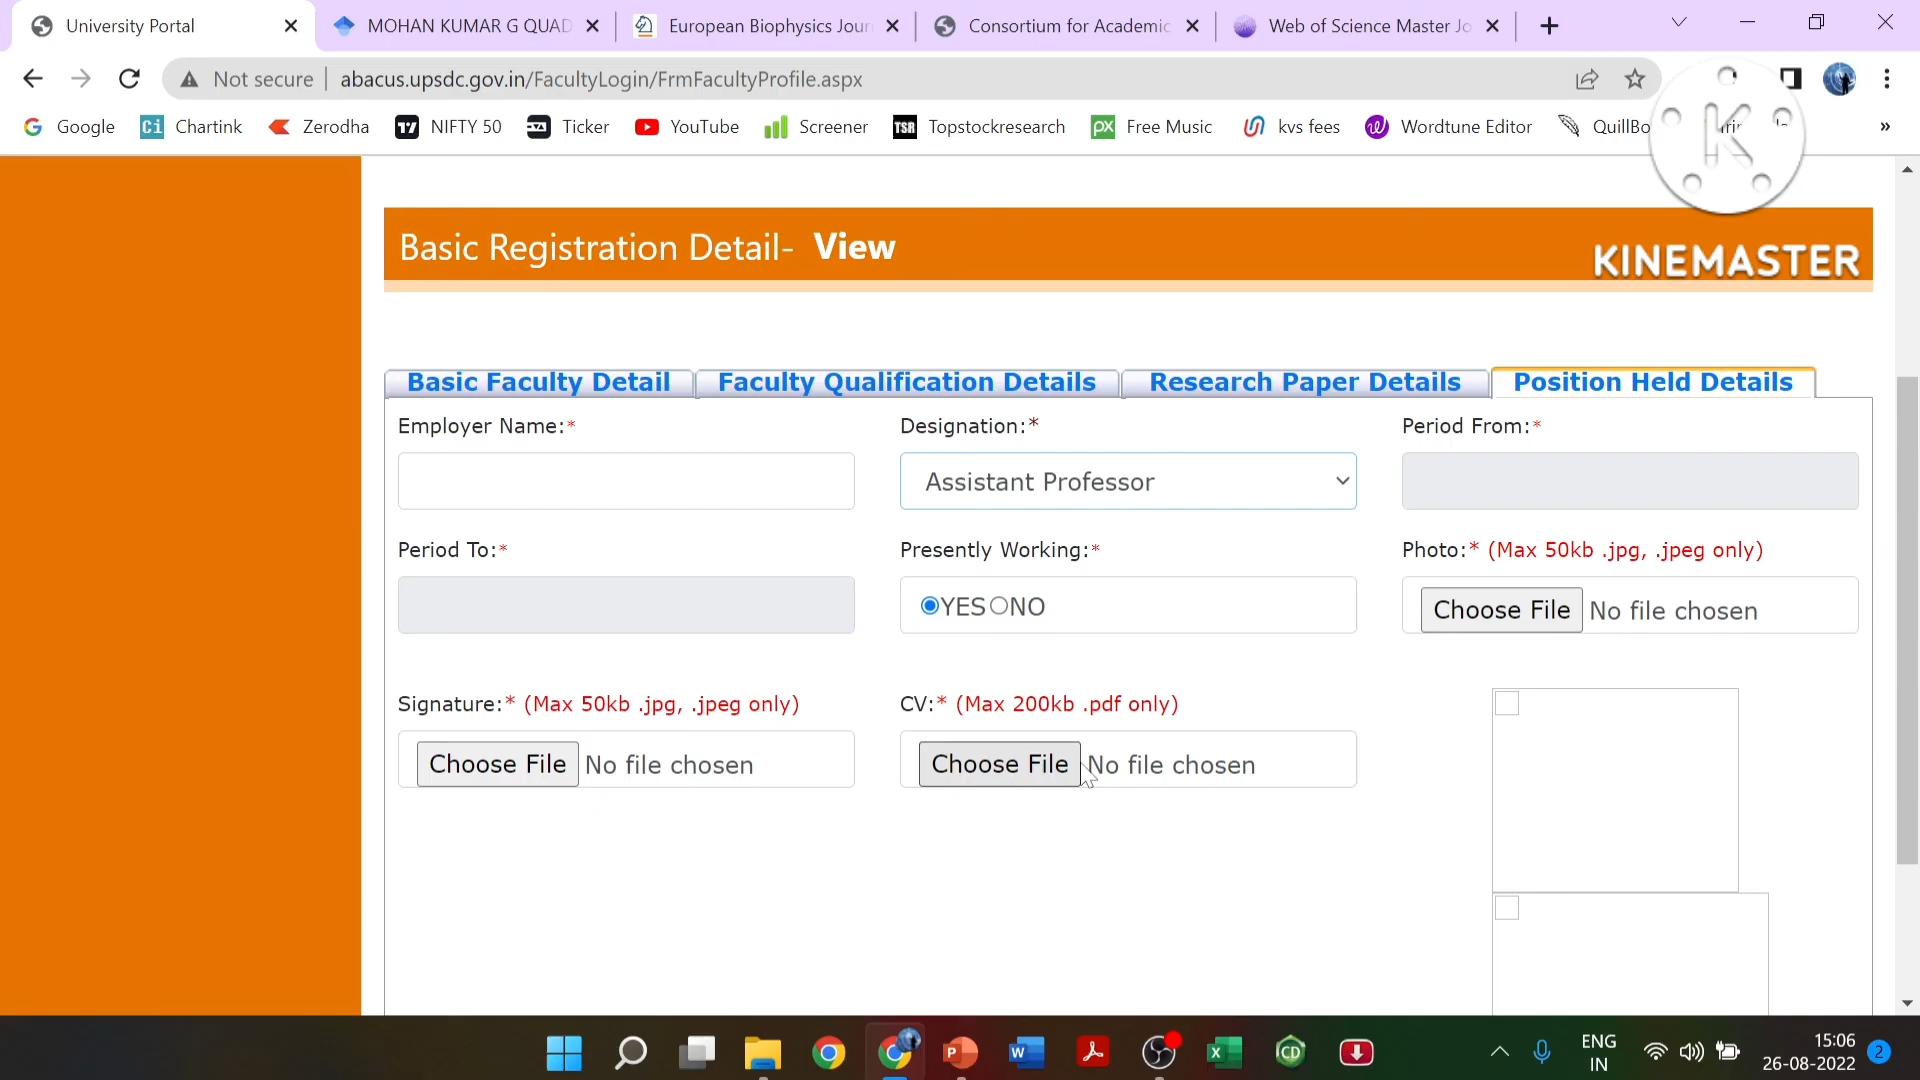 University Portal
MOHAN KUMAR G QUAD
European Biophysics Jour
Consortium for Academic
Web of Science Master Jo
Not secure
abacus.upsdc.gov.in/FacultyLogin/FrmFacultyProfile.aspx
Google
Ci Chartink
Zerodha
17 NIFTY 50
Ticker
YouTube
Screener
TSR Topstockresearch
px Free Music
kvs fees
Wordtune Editor
QuillBo
K
Basic Registration Detail- View
KINEMASTER
Basic Faculty Detail
Faculty Qualification Details
Research Paper Details
Position Held Details
Employer Name:*
Designation:*
Period From:*
Assistant Professor
Period To:*
Presently Working:*
Photo:* (Max 50kb .jpg, .jpeg only)
YES NO
Choose File No file chosen
Signature:* (Max 50kb .jpg, .jpeg only)
CV:* (Max 200kb .pdf only)
Choose File No file chosen
Choose File No file chosen
P
W
X
CD
ENG
IN
15:06
26-08-2022
2